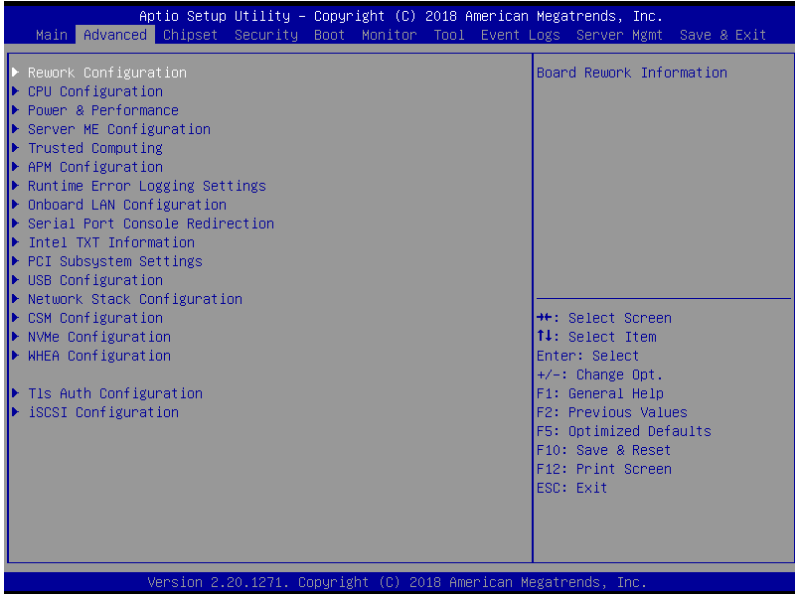 Aptio Setup Utility – Copyright (C) 2018 American Megatrends, Inc.
Main Advanced Chipset Security Boot Monitor Tool Event Logs Server Mgmt Save & Exit
▶ Rework Configuration
▶ CPU Configuration
▶ Power & Performance
▶ Server ME Configuration
▶ Trusted Computing
▶ APM Configuration
▶ Runtime Error Logging Settings
▶ Onboard LAN Configuration
▶ Serial Port Console Redirection
▶ Intel TXT Information
▶ PCI Subsystem Settings
▶ USB Configuration
▶ Network Stack Configuration
▶ CSM Configuration
▶ NVMe Configuration
▶ WHEA Configuration
▶ Tls Auth Configuration
▶ iSCSI Configuration
Board Rework Information
→←: Select Screen
↑↓: Select Item
Enter: Select
+/-: Change Opt.
F1: General Help
F2: Previous Values
F5: Optimized Defaults
F10: Save & Reset
F12: Print Screen
ESC: Exit
Version 2.20.1271. Copyright (C) 2018 American Megatrends, Inc.